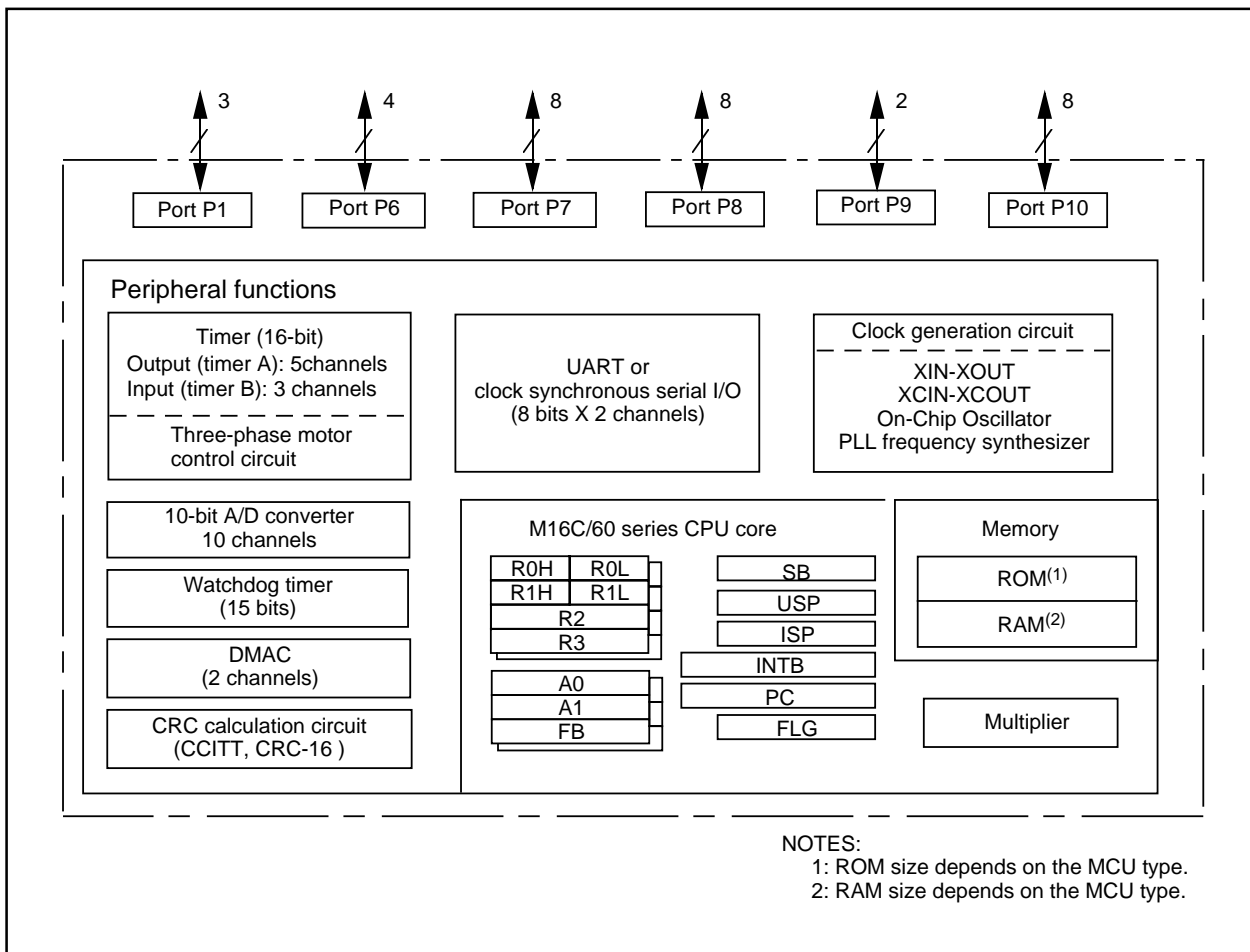 3
4
8
8
2
8
Port P1
Port P6
Port P7
Port P8
Port P9
Port P10
Peripheral functions
Timer (16-bit)
Output (timer A): 5channels
Input (timer B): 3 channels
Three-phase motor
control circuit
UART or
clock synchronous serial I/O
(8 bits X 2 channels)
Clock generation circuit
XIN-XOUT
XCIN-XCOUT
On-Chip Oscillator
PLL frequency synthesizer
10-bit A/D converter
10 channels
Watchdog timer
(15 bits)
DMAC
(2 channels)
CRC calculation circuit
(CCITT, CRC-16 )
M16C/60 series CPU core
R0H
R0L
R1H
R1L
R2
R3
A0
A1
FB
SB
USP
ISP
INTB
PC
FLG
Memory
ROM(1)
RAM(2)
Multiplier
NOTES:
1: ROM size depends on the MCU type.
2: RAM size depends on the MCU type.